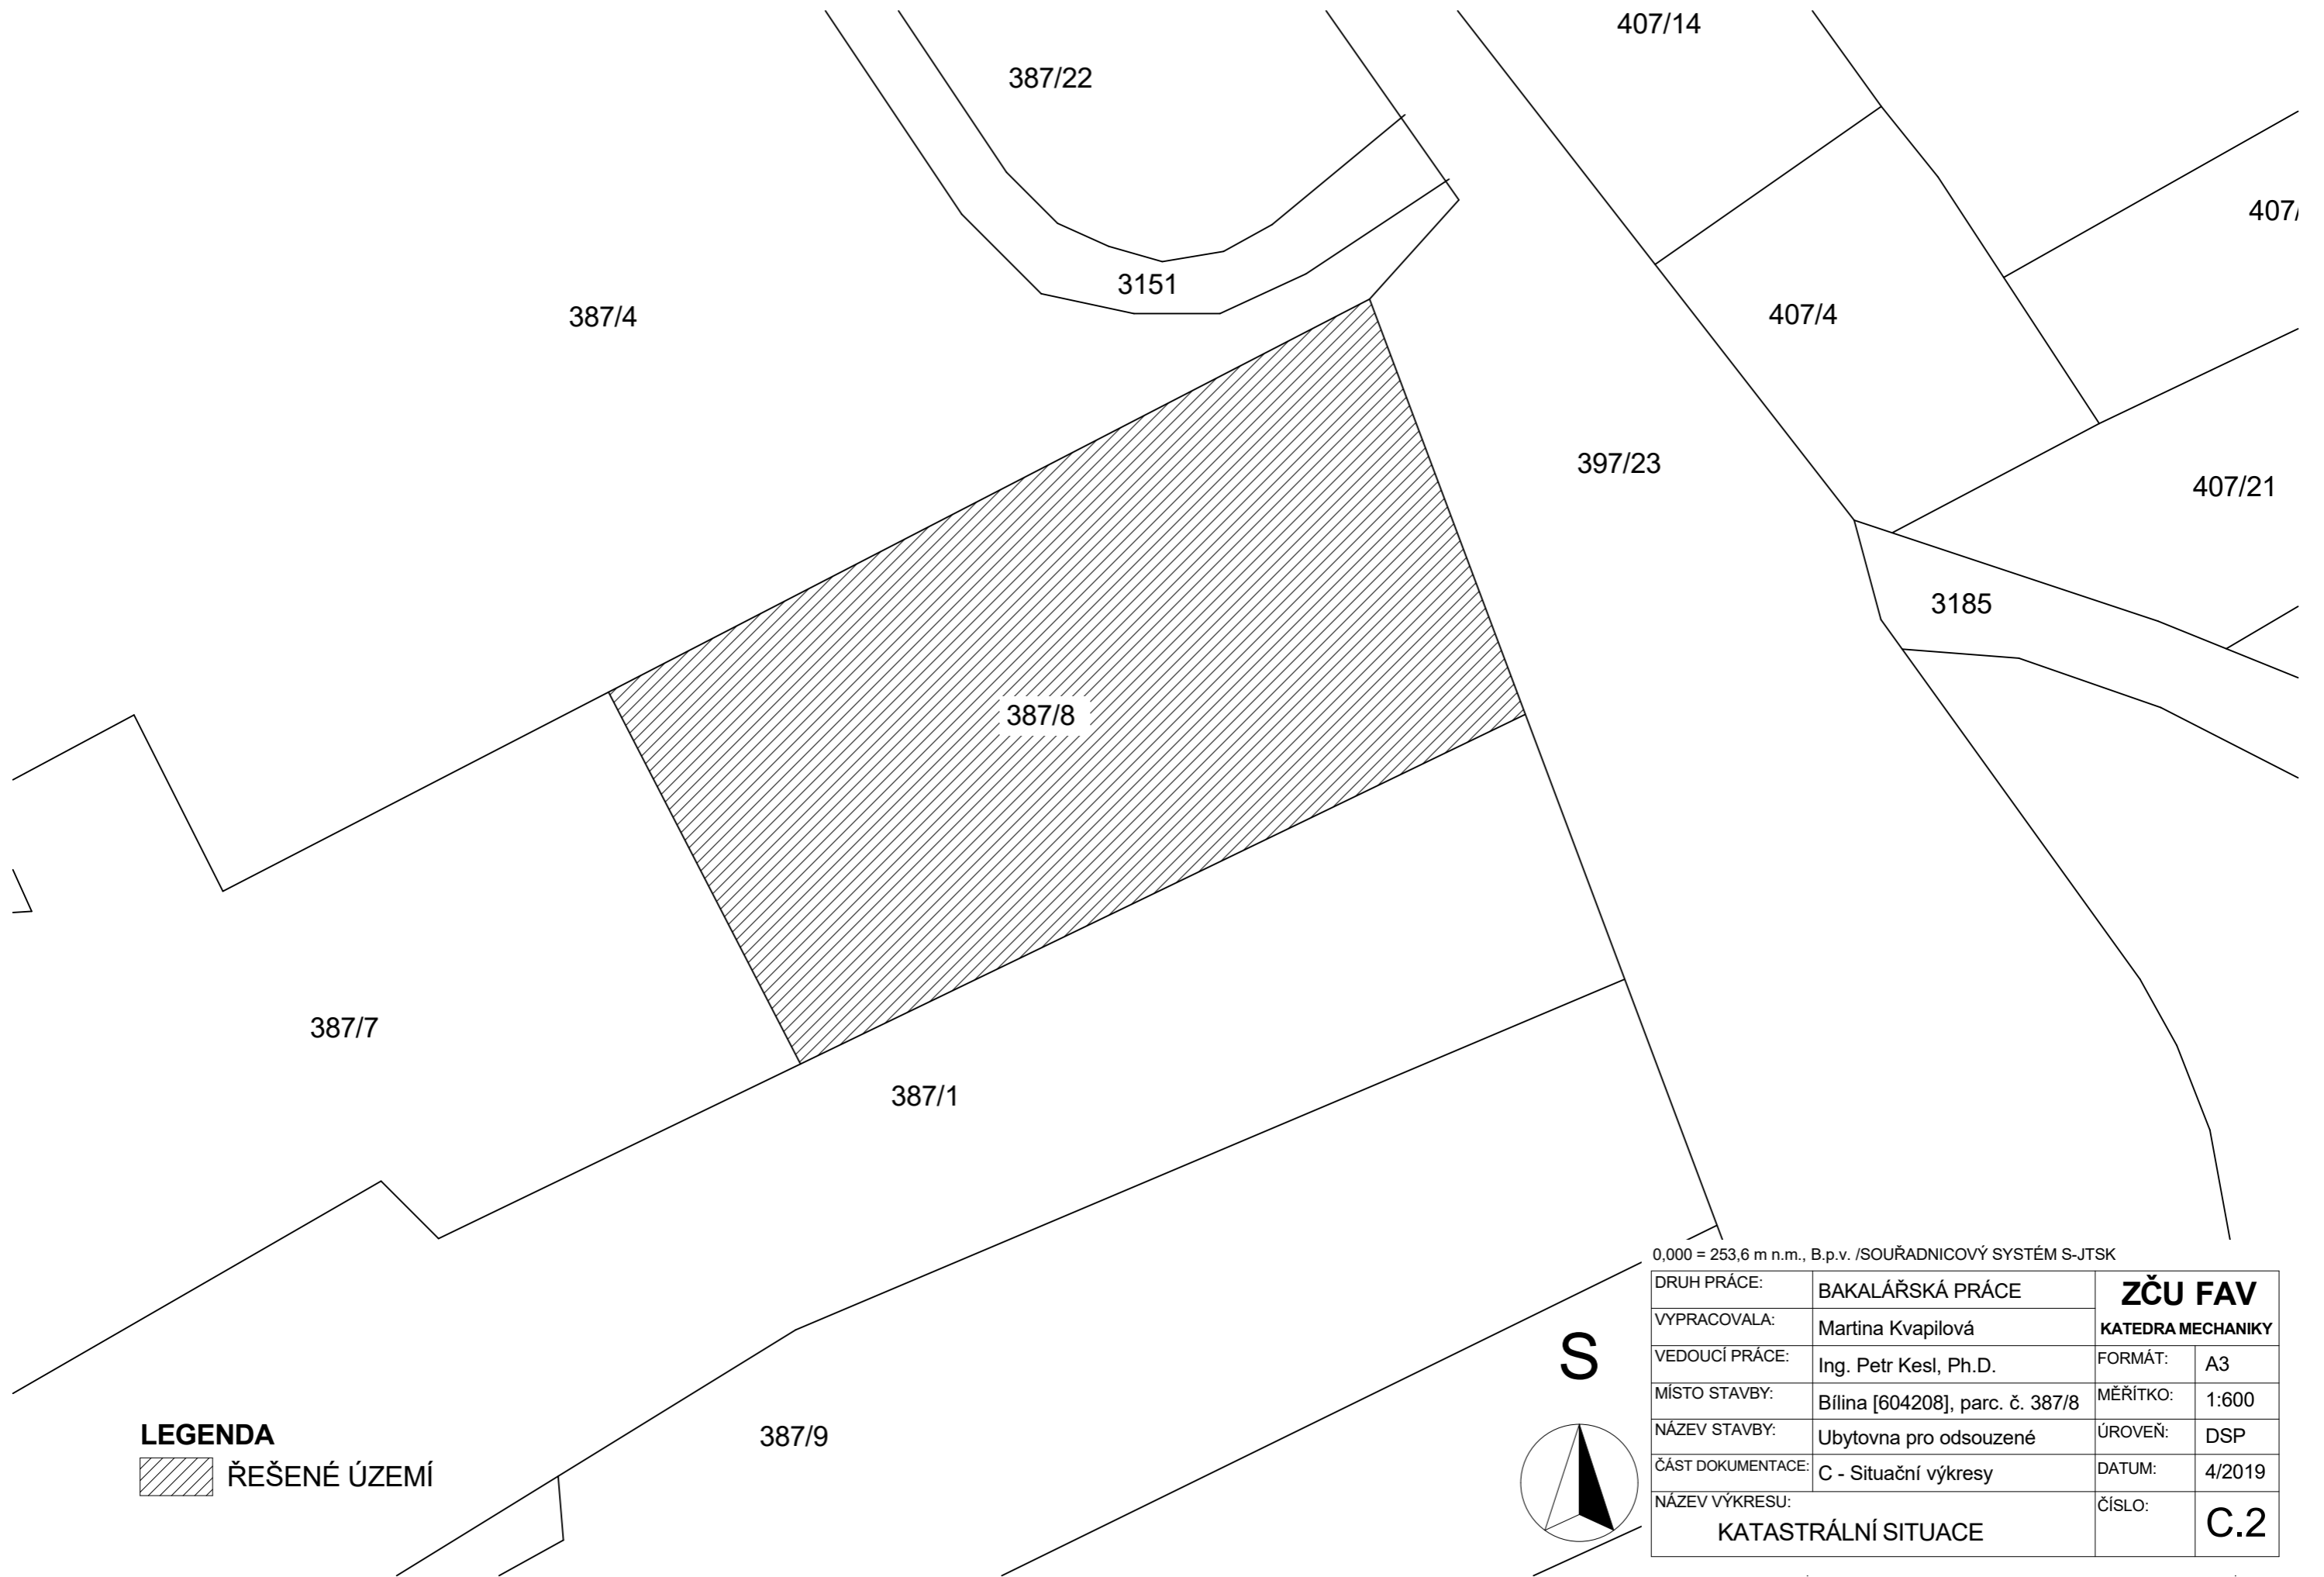 407/14
387/22
407/
3151
387/4
407/4
397/23
407/21
3185
387/8
387/7
387/1
387/9
LEGENDA
ŘEŠENÉ ÚZEMÍ
S
0,000 = 253,6 m n.m., B.p.v. /SOUŘADNICOVÝ SYSTÉM S-JTSK
DRUH PRÁCE: BAKALÁŘSKÁ PRÁCE
ZČU FAV
KATEDRA MECHANIKY
VYPRACOVALA: Martina Kvapilová
VEDOUCÍ PRÁCE: Ing. Petr Kesl, Ph.D.
FORMÁT: A3
MÍSTO STAVBY: Bílina [604208], parc. č. 387/8
MĚŘÍTKO: 1:600
NÁZEV STAVBY: Ubytovna pro odsouzené
ÚROVEŇ: DSP
ČÁST DOKUMENTACE: C - Situační výkresy
DATUM: 4/2019
NÁZEV VÝKRESU:
KATASTRÁLNÍ SITUACE
ČÍSLO: C.2